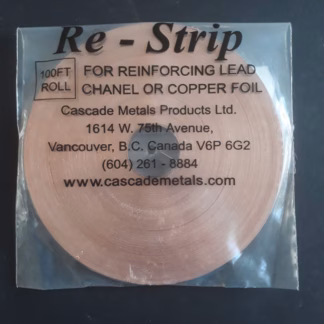 Re - Strip
100FT
ROLL
FOR REINFORCING LEAD
CHANEL OR COPPER FOIL
Cascade Metals Products Ltd.
1614 W. 75th Avenue,
Vancouver, B.C. Canada V6P 6G2
(604) 261 - 8884
www.cascademetals.com